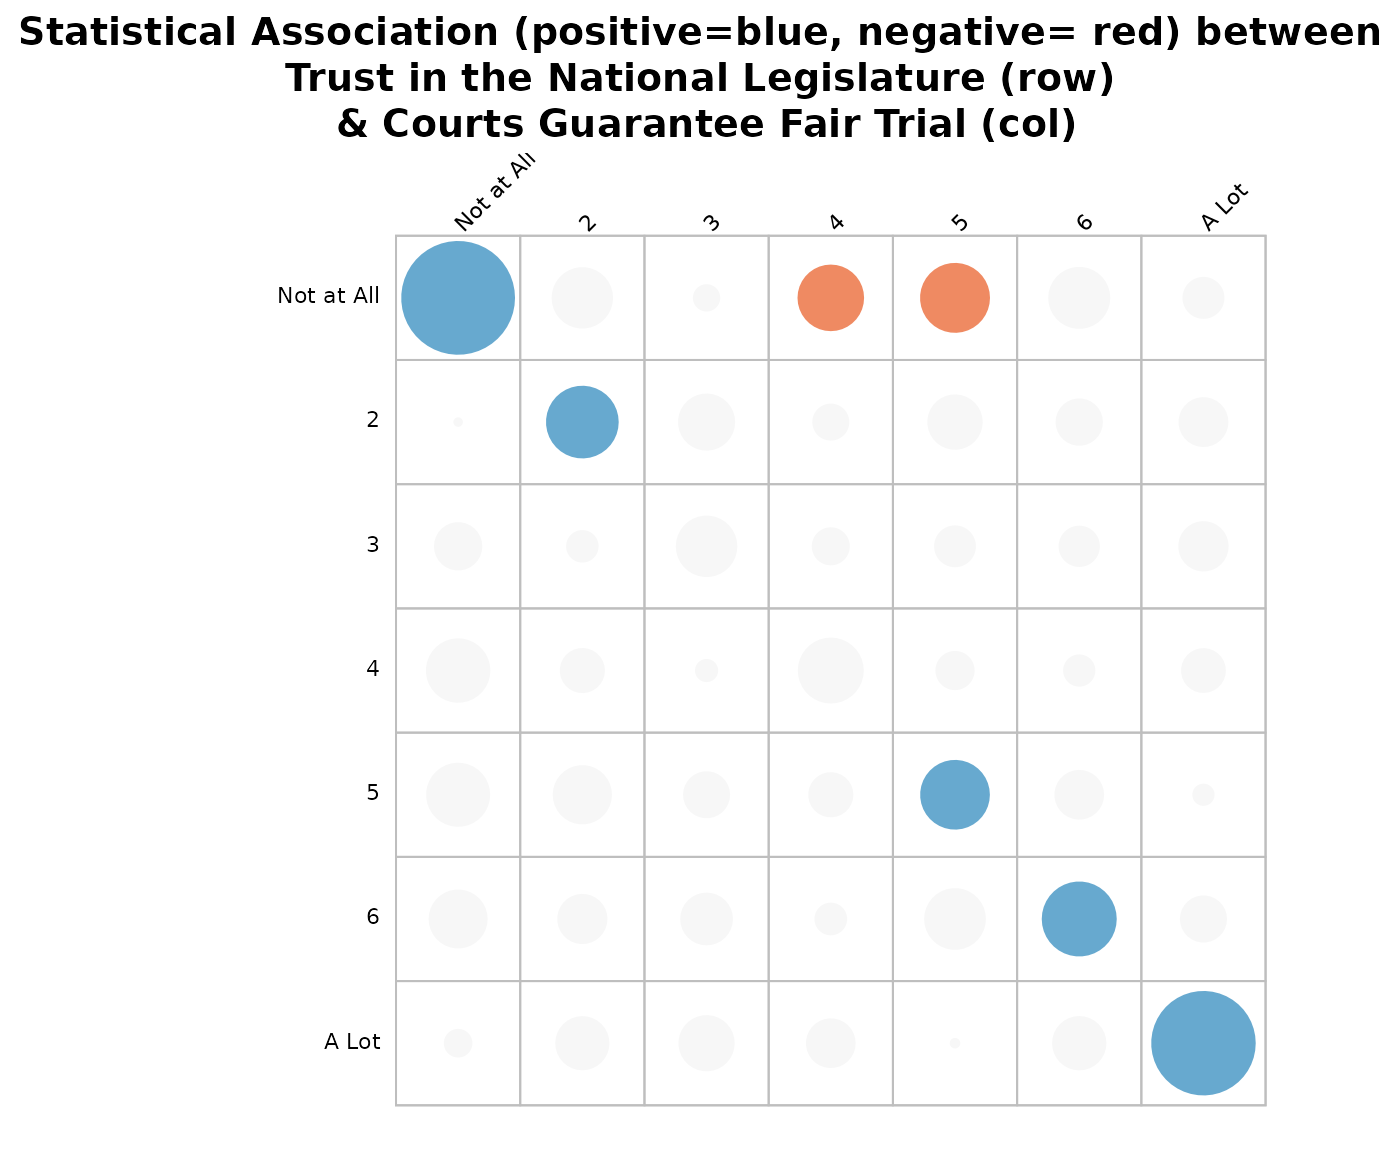 Statistical Association (positive=blue, negative= red) between
Trust in the National Legislature (row)
& Courts Guarantee Fair Trial (col)
Not at All
2
3
4
5
6
A Lot
Not at All
2
3
4
5
6
A Lot